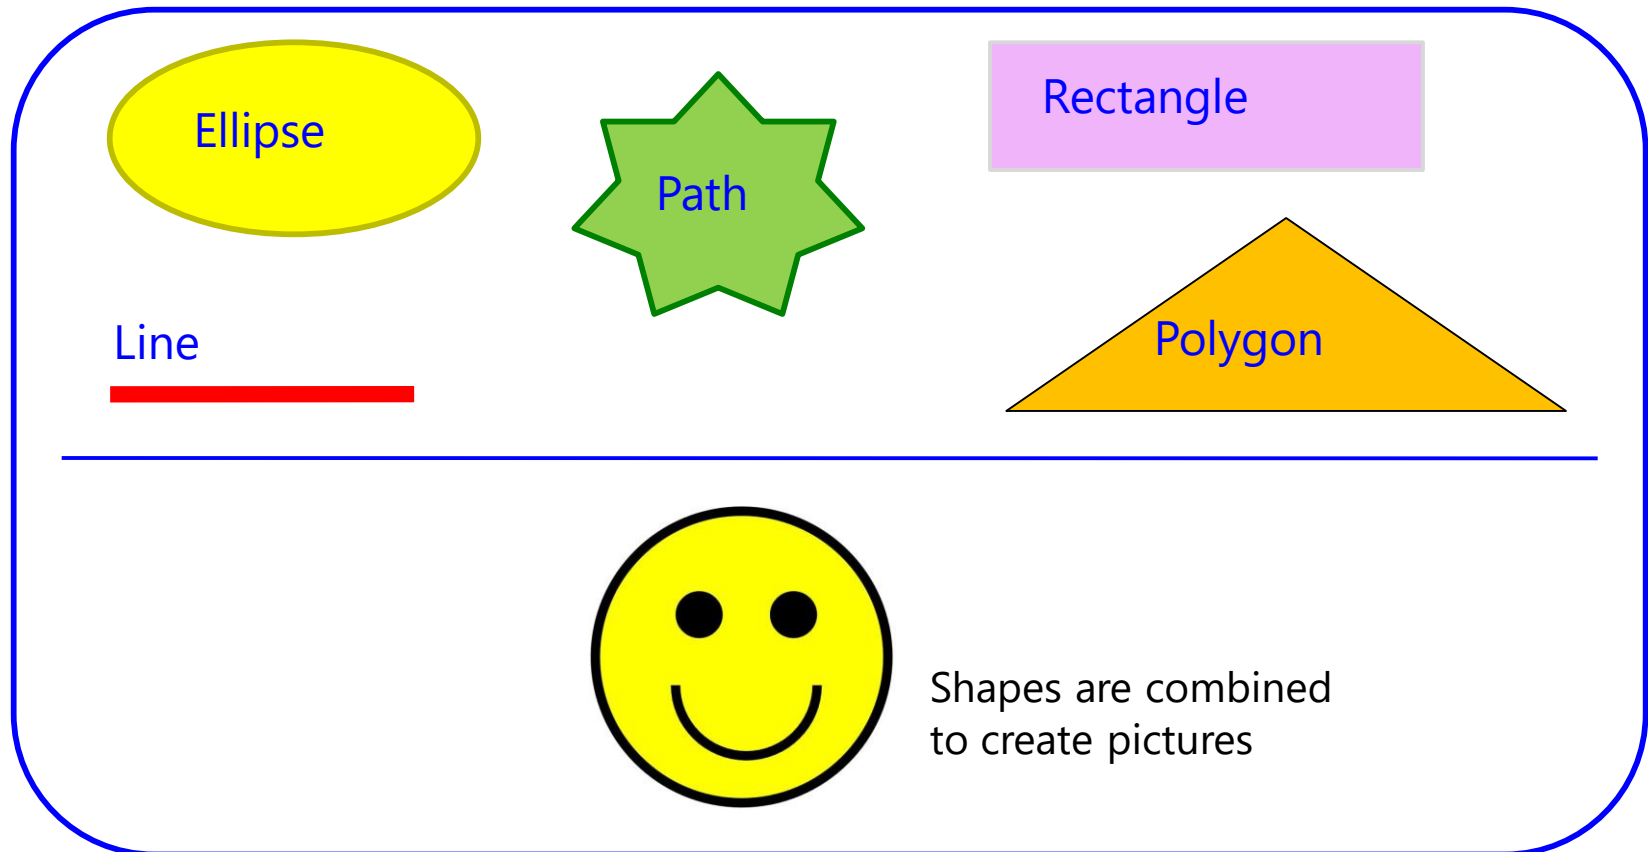 Ellipse
Path
Rectangle
Line
Polygon
Shapes are combined
to create pictures